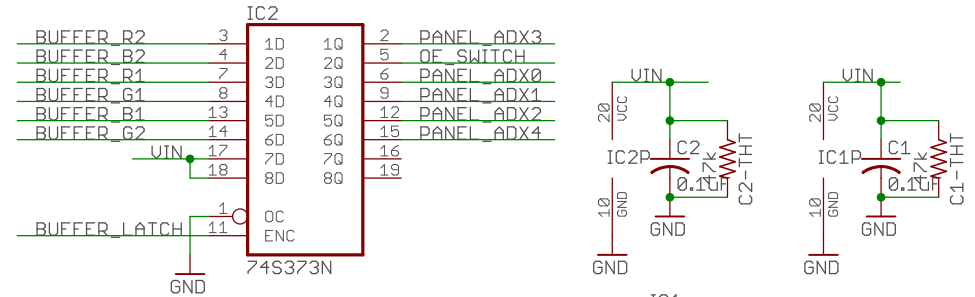 IC2
BUFFER_R2 3 1D 1Q 2 PANEL_ADX3
BUFFER_B2 4 2D 2Q 5 OE_SWITCH
BUFFER_R1 7 3D 3Q 6 PANEL_ADX0
BUFFER_G1 8 4D 4Q 9 PANEL_ADX1
BUFFER_B1 13 5D 5Q 12 PANEL_ADX2
BUFFER_G2 14 6D 6Q 15 PANEL_ADX4
VIN 17 7D 7Q 16
18 8D 8Q 19
1 OC
BUFFER_LATCH 11 ENC
74S373N
GND
VIN
20
VCC
IC2P
C2
47k
0.1uF
C2-THT
10
GND
GND
GND
VIN
20
VCC
IC1P
C1
47k
0.1uF
C1-THT
10
GND
GND
GND